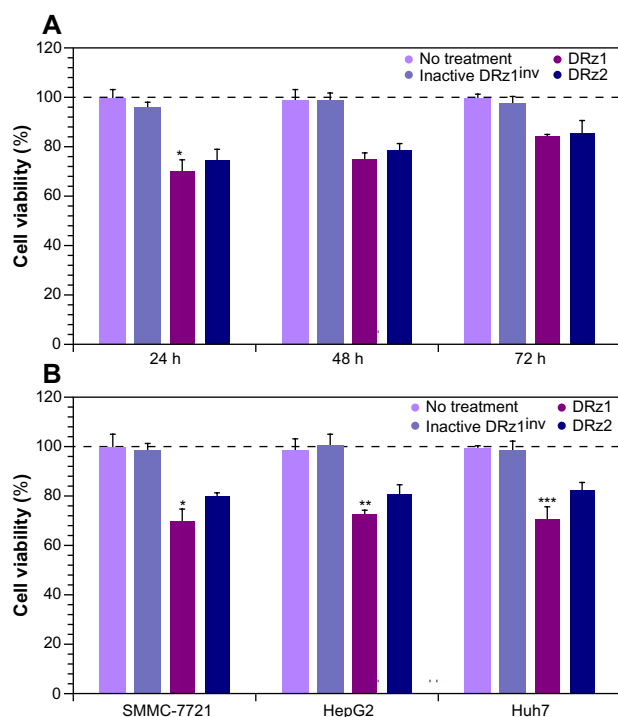 A
120
100
80
60
40
20
0
Cell viability (%)
No treatment
DRz1
Inactive DRz1inv
DRz2
*
24 h
48 h
72 h
B
120
100
80
60
40
20
0
Cell viability (%)
No treatment
DRz1
Inactive DRz1inv
DRz2
*
**
***
SMMC-7721
HepG2
Huh7